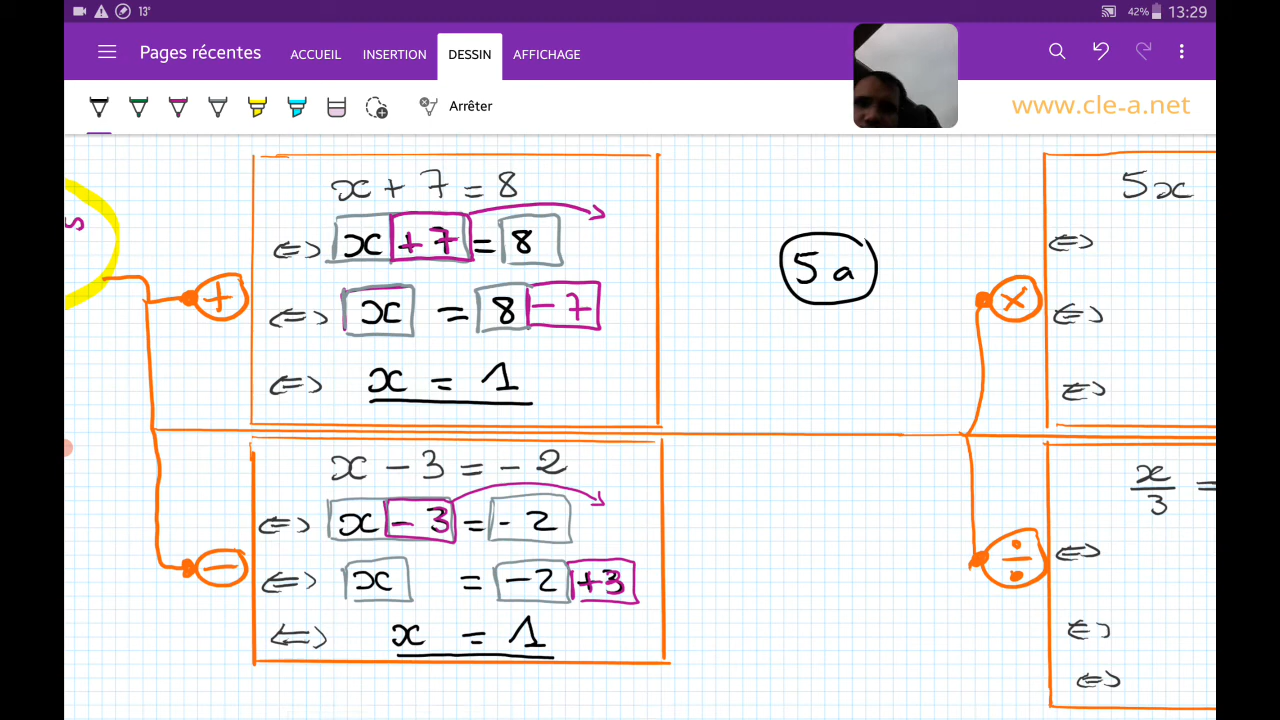 13°
42%
13:29
Pages récentes
ACCUEIL
INSERTION
DESSIN
AFFICHAGE
Arrêter
www.cle-a.net
s
+
x + 7 = 8
⇔ x + 7 = 8
⇔ x = 8 - 7
⇔ x = 1
-
x - 3 = - 2
⇔ x - 3 = - 2
⇔ x = - 2 + 3
⇔ x = 1
5 a
×
5x
⇔
⇔
⇔
÷
x/3 =
⇔
⇔
⇔